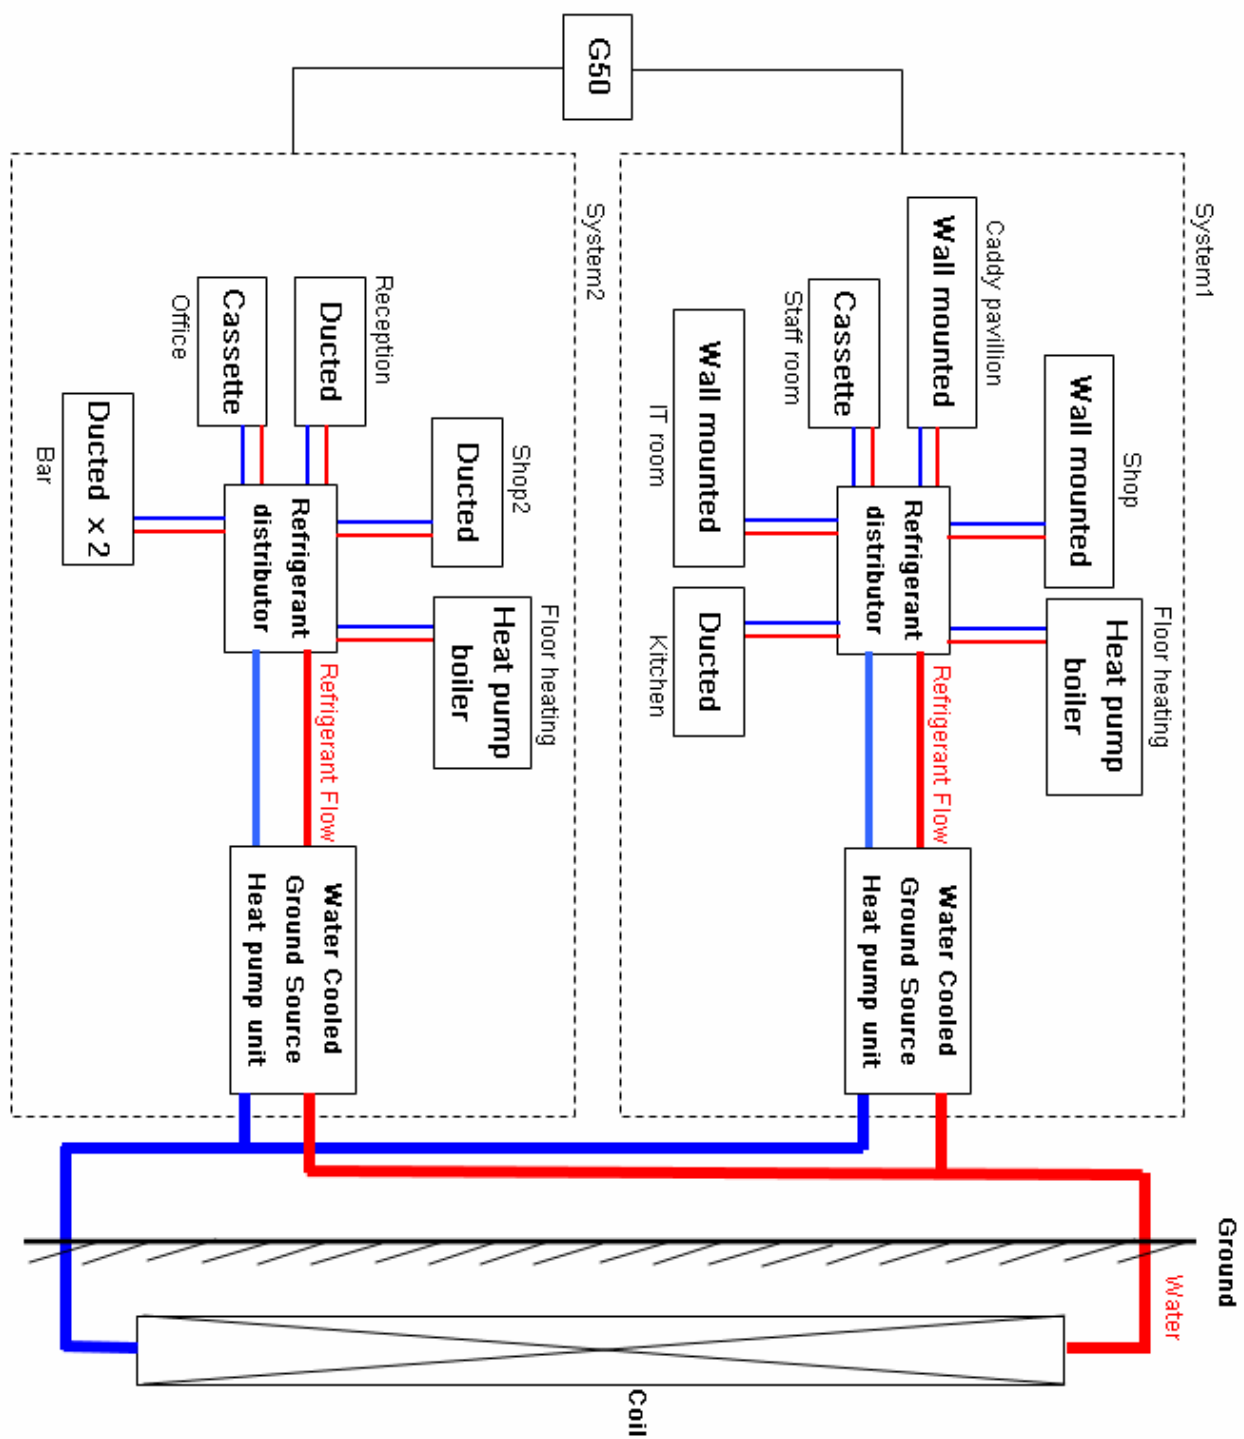 G50
System1
Caddy pavillion
Wall mounted
Shop
Wall mounted
Staff room
Cassette
IT room
Wall mounted
Kitchen
Ducted
Floor heating
Heat pump
boiler
Refrigerant
distributor
Refrigerant Flow
Water Cooled
Ground Source
Heat pump unit
System2
Reception
Ducted
Office
Cassette
Bar
Ducted x 2
Shop2
Ducted
Floor heating
Heat pump
boiler
Refrigerant
distributor
Refrigerant Flow
Water Cooled
Ground Source
Heat pump unit
Ground
Water
Coil